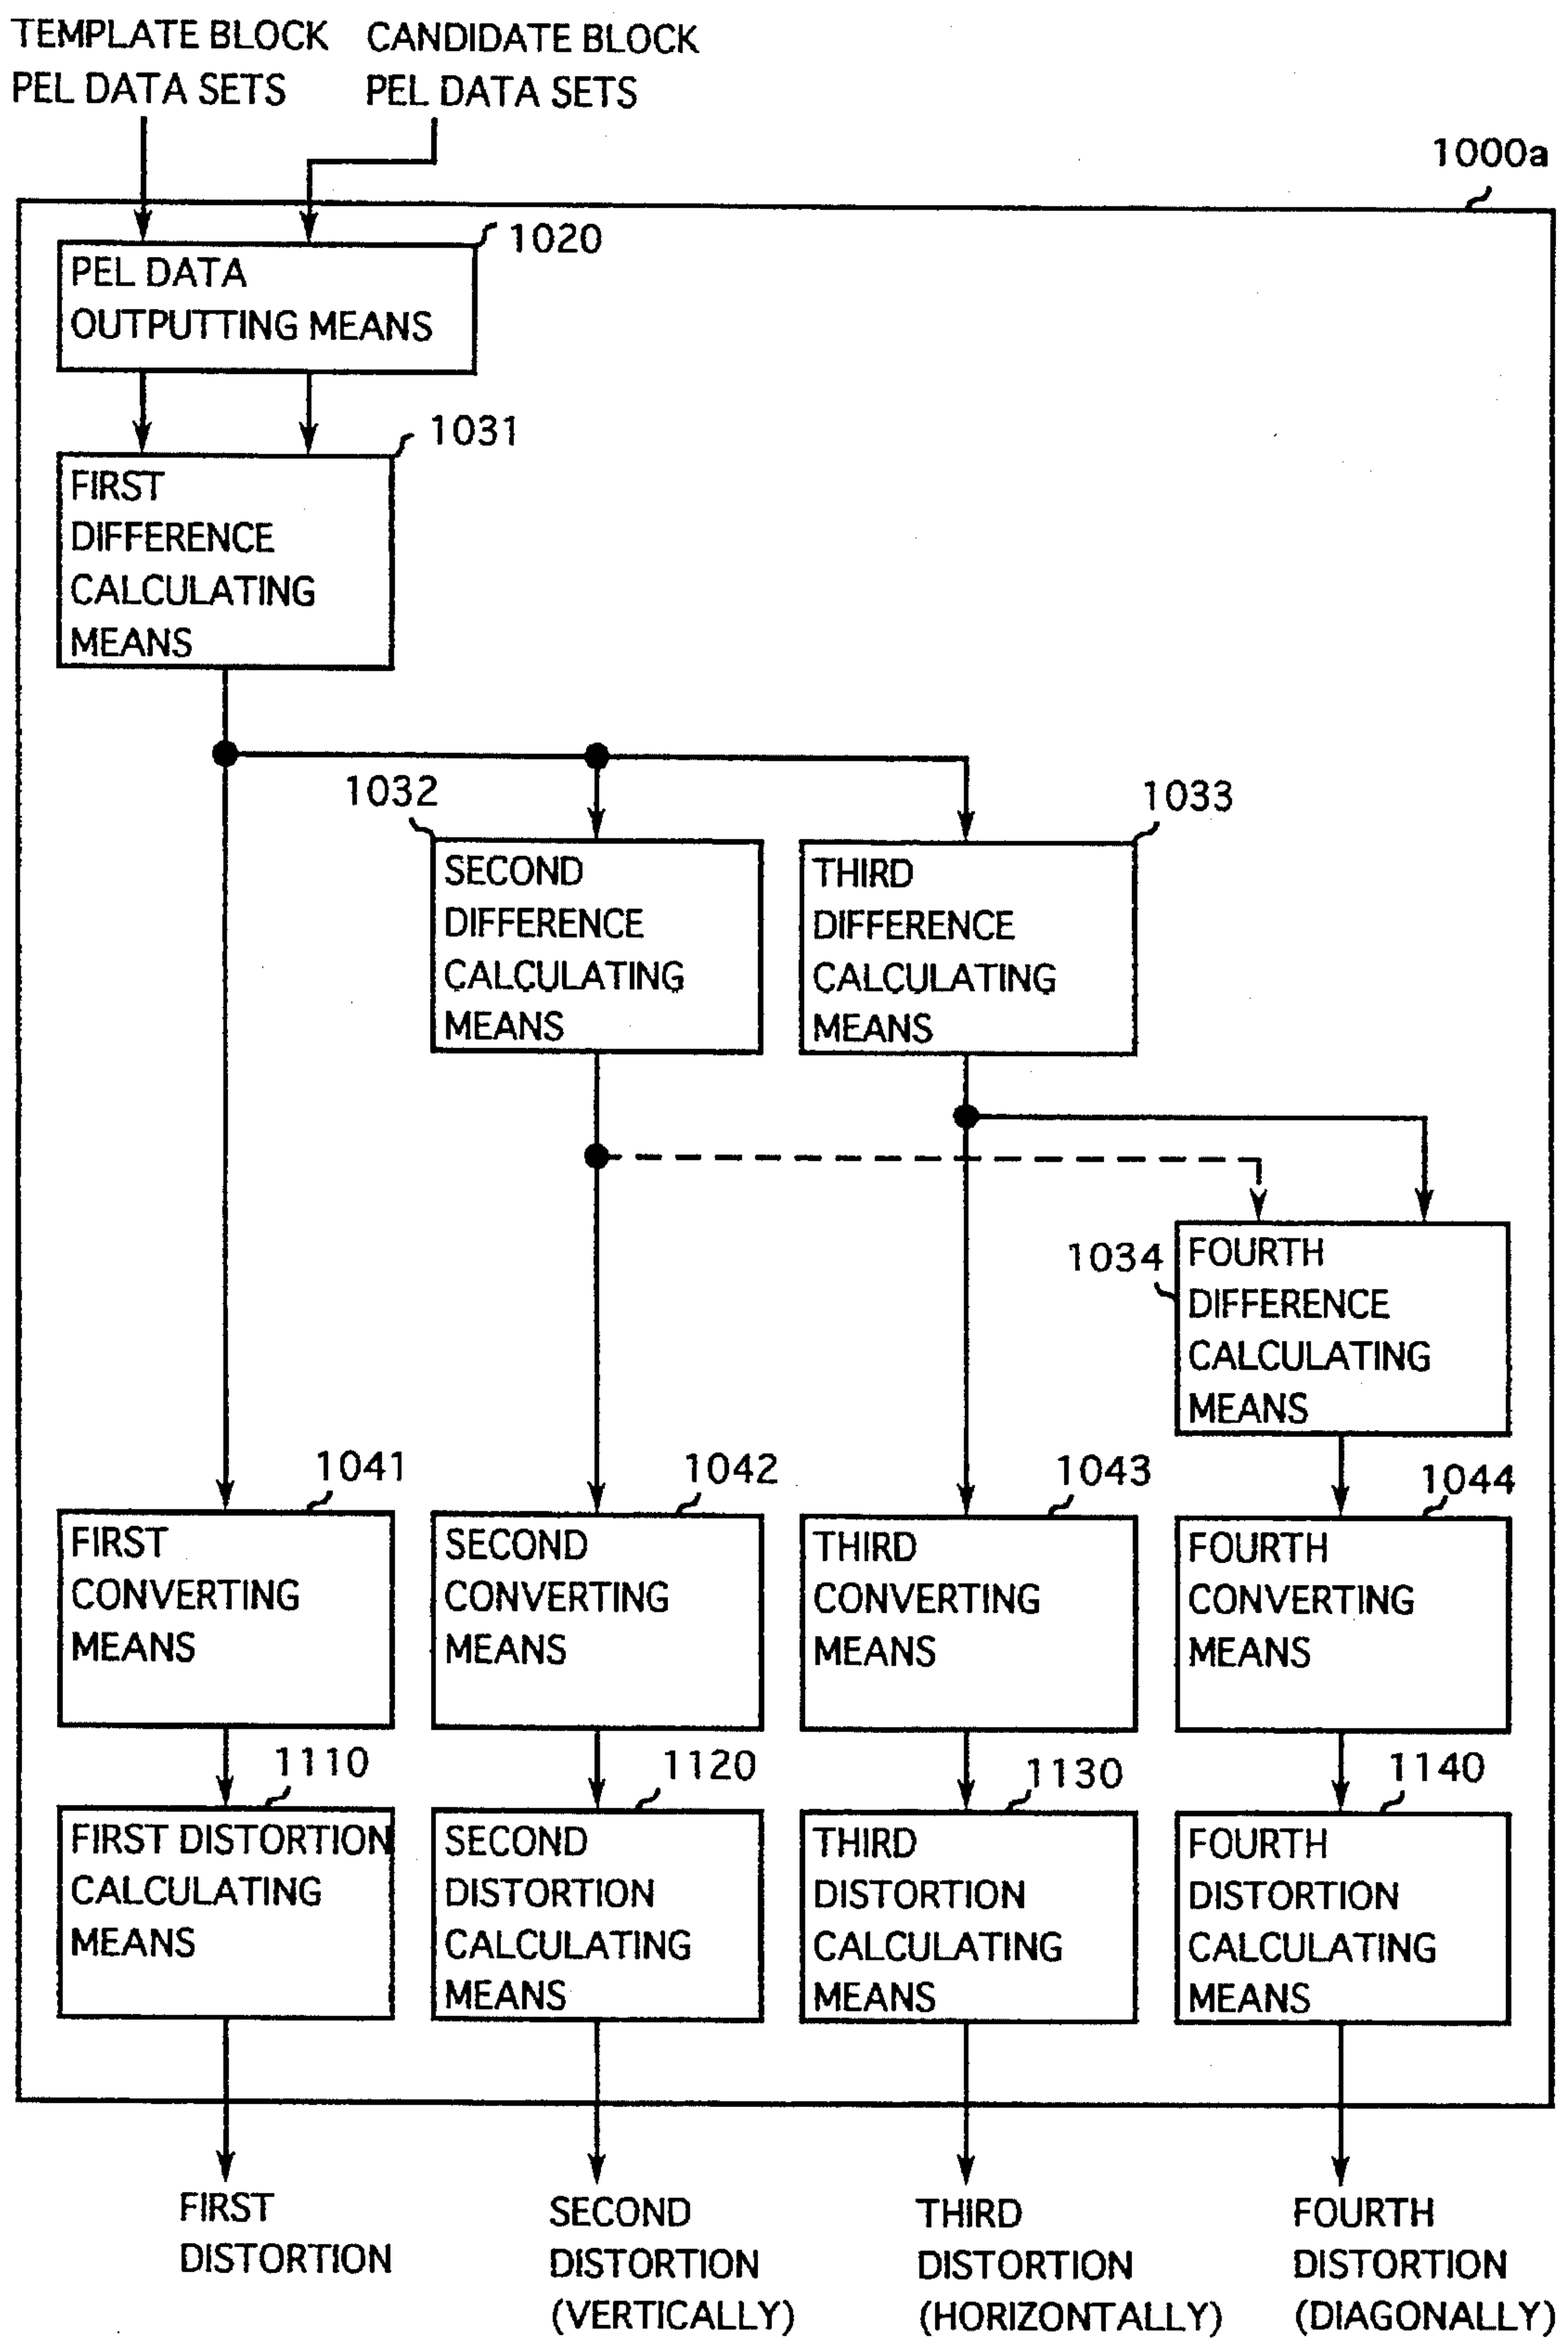 TEMPLATE BLOCK
PEL DATA SETS
CANDIDATE BLOCK
PEL DATA SETS
1000a
1020
PEL DATA
OUTPUTTING MEANS
1031
FIRST
DIFFERENCE
CALCULATING
MEANS
1032
SECOND
DIFFERENCE
CALCULATING
MEANS
1033
THIRD
DIFFERENCE
CALCULATING
MEANS
1034
FOURTH
DIFFERENCE
CALCULATING
MEANS
1041
FIRST
CONVERTING
MEANS
1042
SECOND
CONVERTING
MEANS
1043
THIRD
CONVERTING
MEANS
1044
FOURTH
CONVERTING
MEANS
1110
FIRST DISTORTION
CALCULATING
MEANS
1120
SECOND
DISTORTION
CALCULATING
MEANS
1130
THIRD
DISTORTION
CALCULATING
MEANS
1140
FOURTH
DISTORTION
CALCULATING
MEANS
FIRST
DISTORTION
SECOND
DISTORTION
(VERTICALLY)
THIRD
DISTORTION
(HORIZONTALLY)
FOURTH
DISTORTION
(DIAGONALLY)